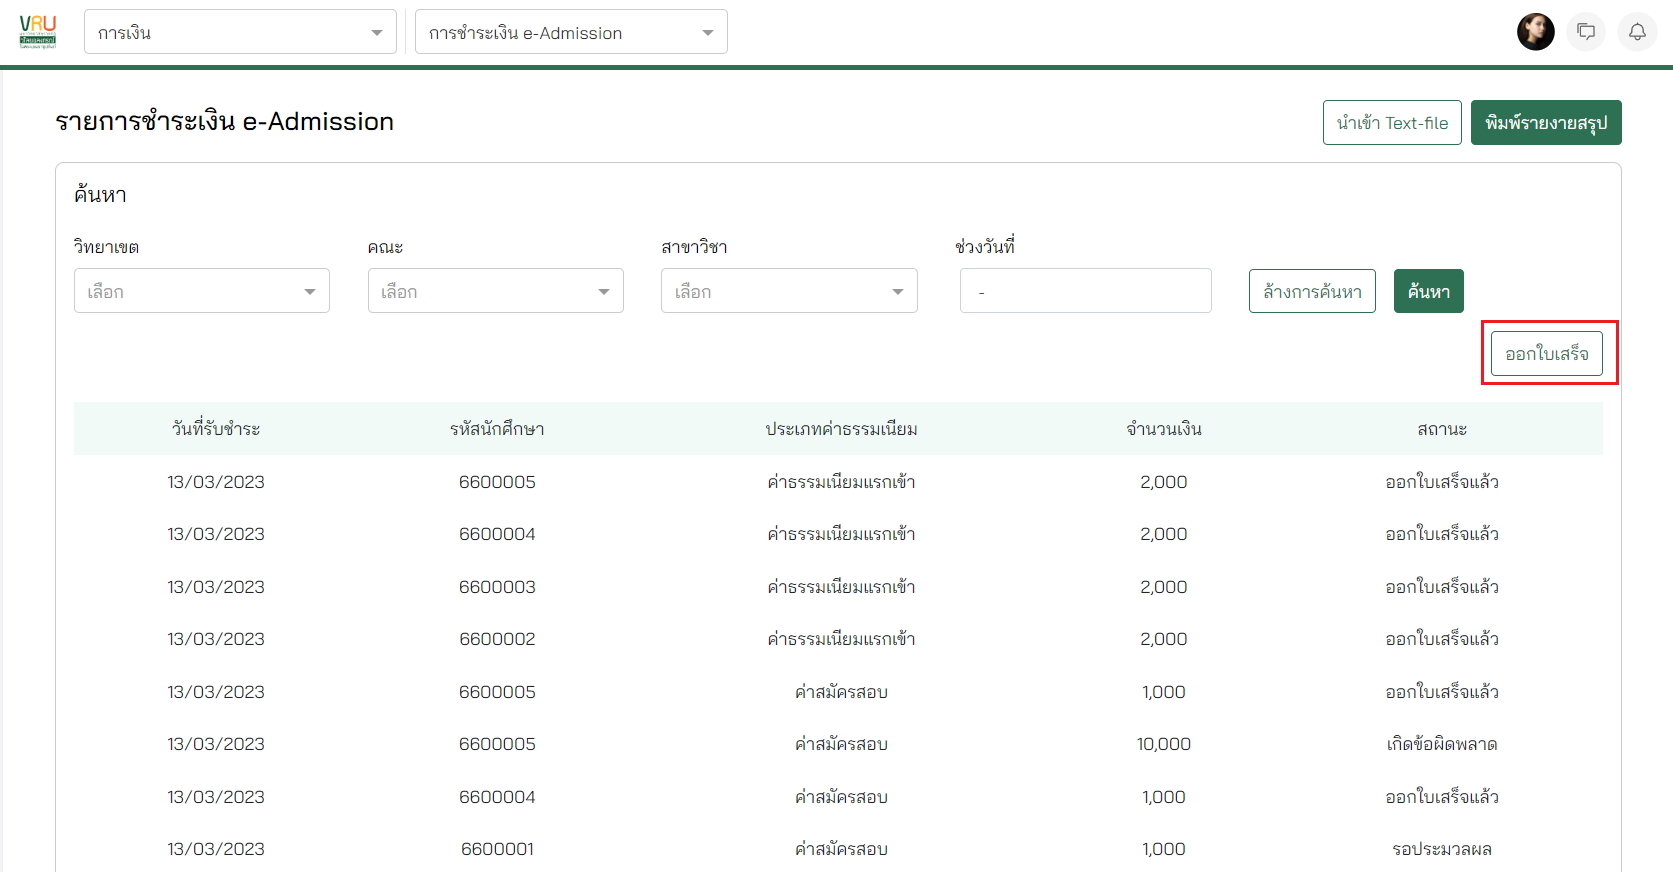 VRU
การเงิน
การชำระเงิน e-Admission
รายการชำระเงิน e-Admission
นำเข้า Text-file
พิมพ์รายงายสรุป
ค้นหา
วิทยาเขต คณะ สาขาวิชา ช่วงวันที่
เลือก เลือก เลือก - ล้างการค้นหา ค้นหา
ออกใบเสร็จ
วันที่รับชำระ รหัสนักศึกษา ประเภทค่าธรรมเนียม จำนวนเงิน สถานะ
13/03/2023 6600005 ค่าธรรมเนียมแรกเข้า 2,000 ออกใบเสร็จแล้ว
13/03/2023 6600004 ค่าธรรมเนียมแรกเข้า 2,000 ออกใบเสร็จแล้ว
13/03/2023 6600003 ค่าธรรมเนียมแรกเข้า 2,000 ออกใบเสร็จแล้ว
13/03/2023 6600002 ค่าธรรมเนียมแรกเข้า 2,000 ออกใบเสร็จแล้ว
13/03/2023 6600005 ค่าสมัครสอบ 1,000 ออกใบเสร็จแล้ว
13/03/2023 6600005 ค่าสมัครสอบ 10,000 เกิดข้อผิดพลาด
13/03/2023 6600004 ค่าสมัครสอบ 1,000 ออกใบเสร็จแล้ว
13/03/2023 6600001 ค่าสมัครสอบ 1,000 รอประมวลผล